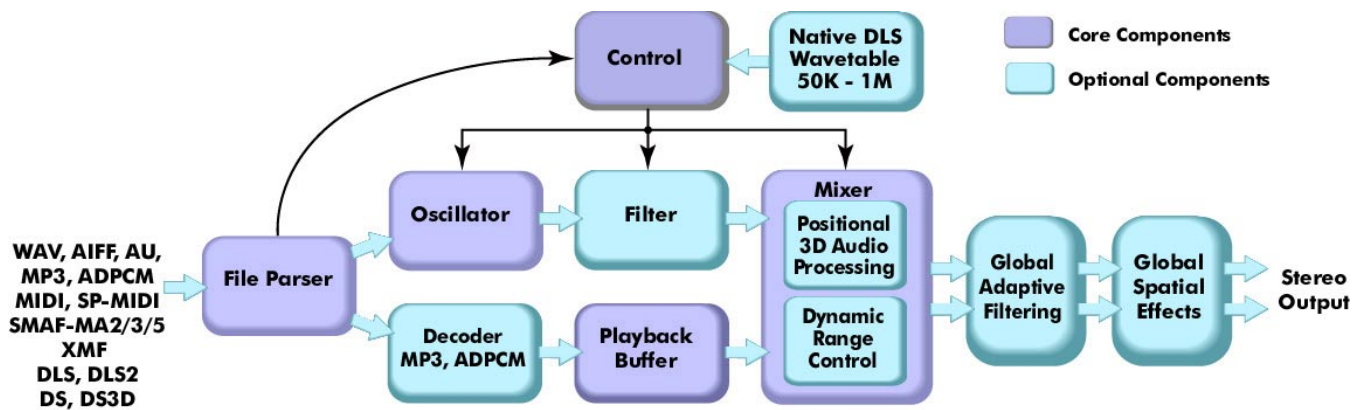 Control
Native DLS
Wavetable
50K - 1M
Core Components
Optional Components
Oscillator
Filter
Mixer
Positional
3D Audio
Processing
WAV, AIFF, AU,
MP3, ADPCM
MIDI, SP-MIDI
SMAF-MA2/3/5
XMF
DLS, DLS2
DS, DS3D
File Parser
Decoder
MP3, ADPCM
Playback
Buffer
Dynamic
Range
Control
Global
Adaptive
Filtering
Global
Spatial
Effects
Stereo
Output